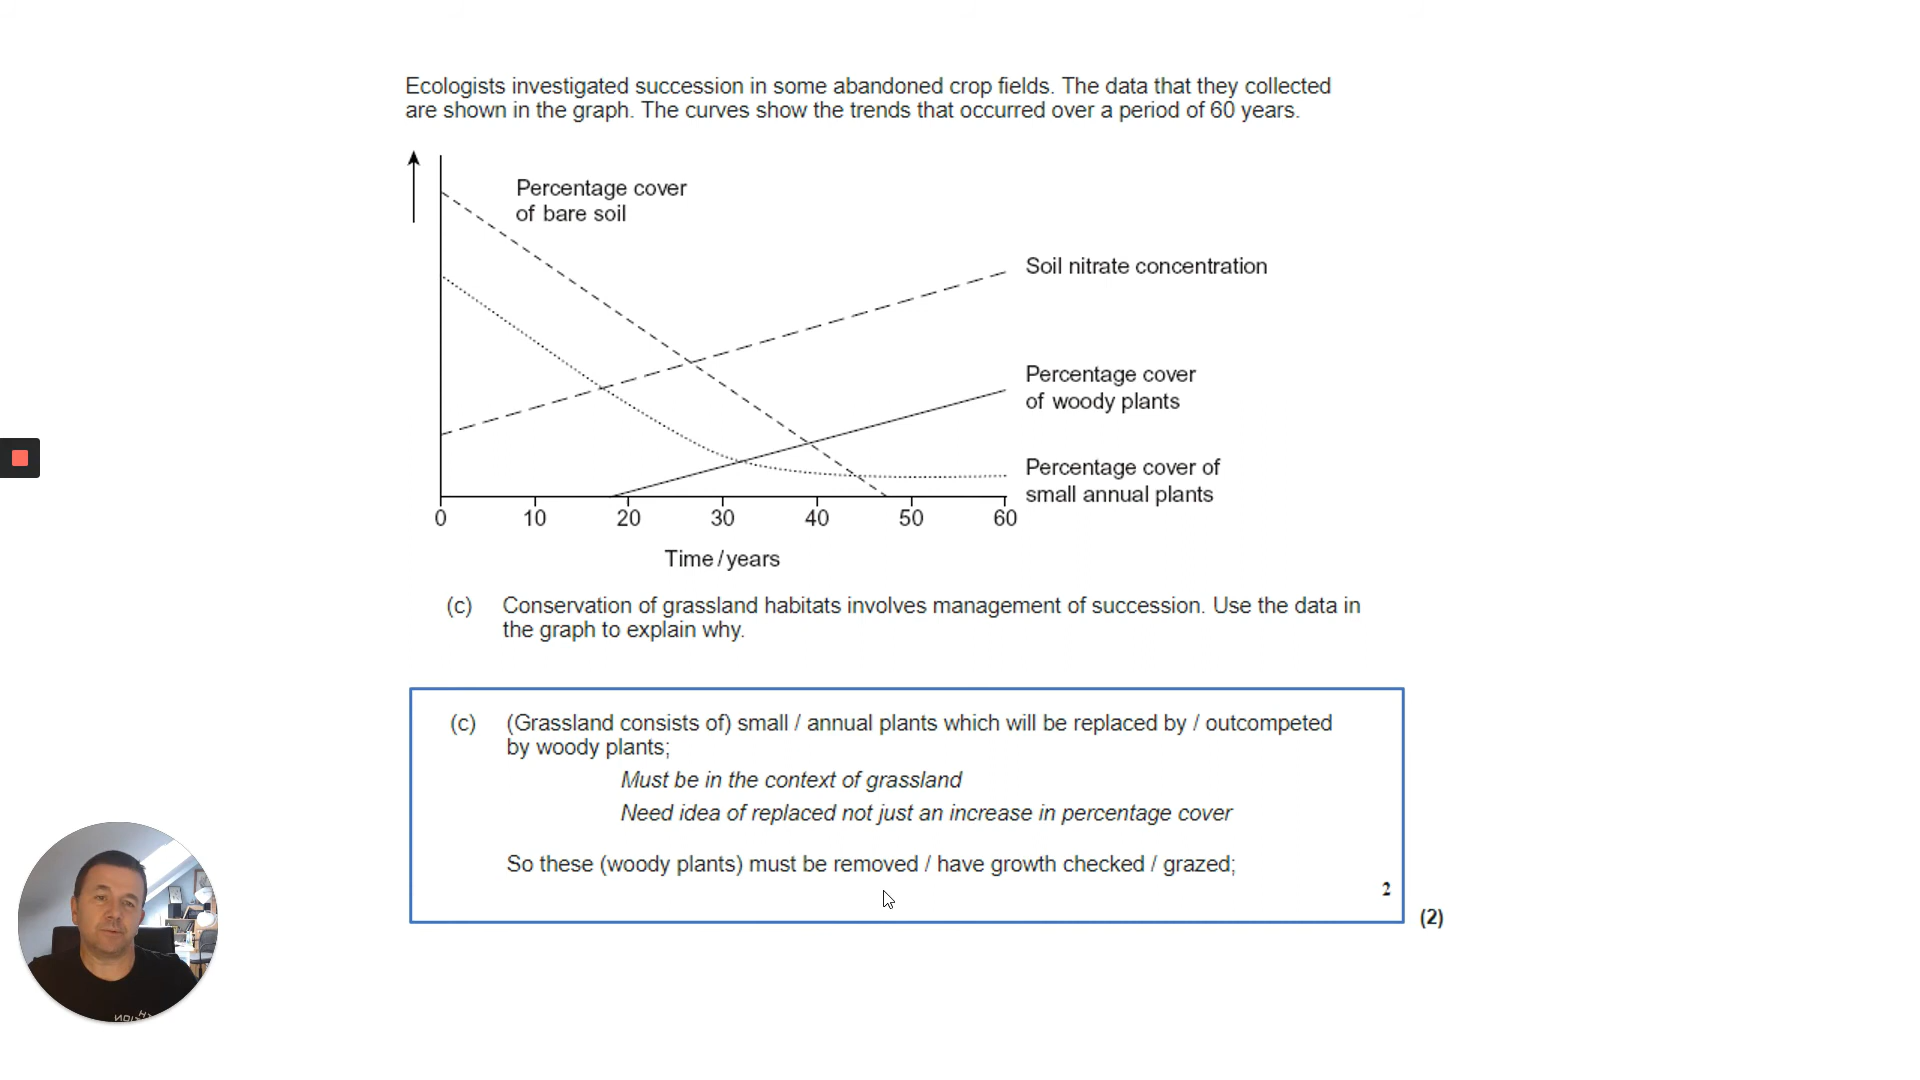 Ecologists investigated succession in some abandoned crop fields. The data that they collected
are shown in the graph. The curves show the trends that occurred over a period of 60 years.
Percentage cover
of bare soil
Soil nitrate concentration
Percentage cover
of woody plants
Percentage cover of
small annual plants
0 10 20 30 40 50 60
Time / years
(c) Conservation of grassland habitats involves management of succession. Use the data in
the graph to explain why.
(c) (Grassland consists of) small / annual plants which will be replaced by / outcompeted
by woody plants;
Must be in the context of grassland
Need idea of replaced not just an increase in percentage cover
So these (woody plants) must be removed / have growth checked / grazed;
2
(2)